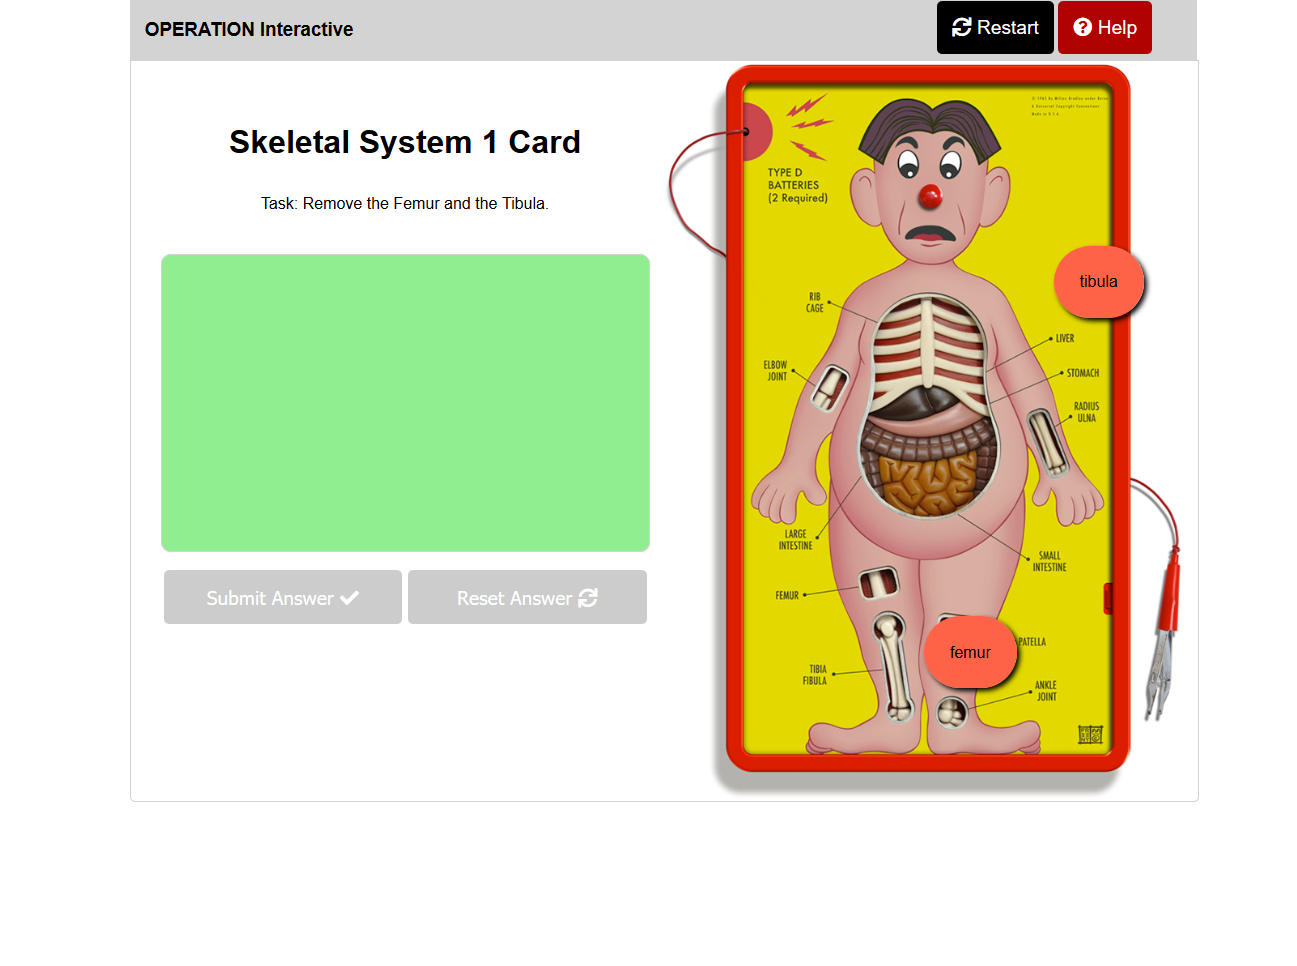 OPERATION Interactive
Restart
Help
Skeletal System 1 Card
Task: Remove the Femur and the Tibula.
Submit Answer
Reset Answer
TYPE D
BATTERIES
(2 Required)
tibula
RIB
CAGE
LIVER
ELBOW
JOINT
STOMACH
RADIUS
ULNA
LARGE
INTESTINE
SMALL
INTESTINE
FEMUR
PATELLA
femur
TIBIA
FIBULA
ANKLE
JOINT